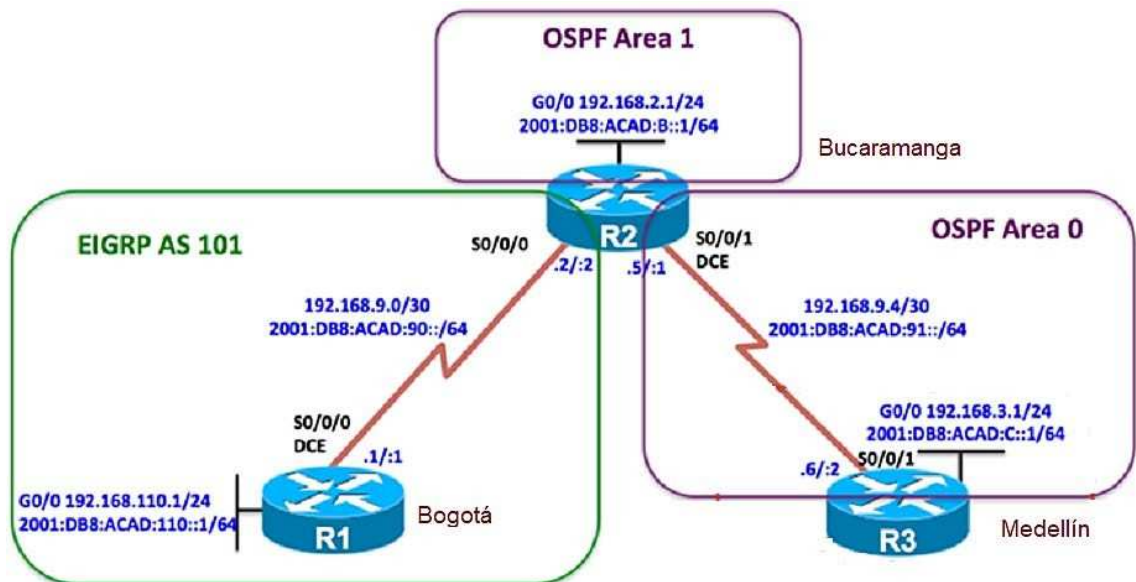 OSPF Area 1
G0/0 192.168.2.1/24
2001:DB8:ACAD:B::1/64
Bucaramanga
EIGRP AS 101
S0/0/0
R2
S0/0/1
DCE
OSPF Area 0
.2/:2
.5/:1
192.168.9.0/30
2001:DB8:ACAD:90::/64
192.168.9.4/30
2001:DB8:ACAD:91::/64
S0/0/0
DCE
.1/:1
G0/0 192.168.3.1/24
2001:DB8:ACAD:C::1/64
.6/:2
S0/0/1
G0/0 192.168.110.1/24
2001:DB8:ACAD:110::1/64
R1
Bogotá
R3
Medellín